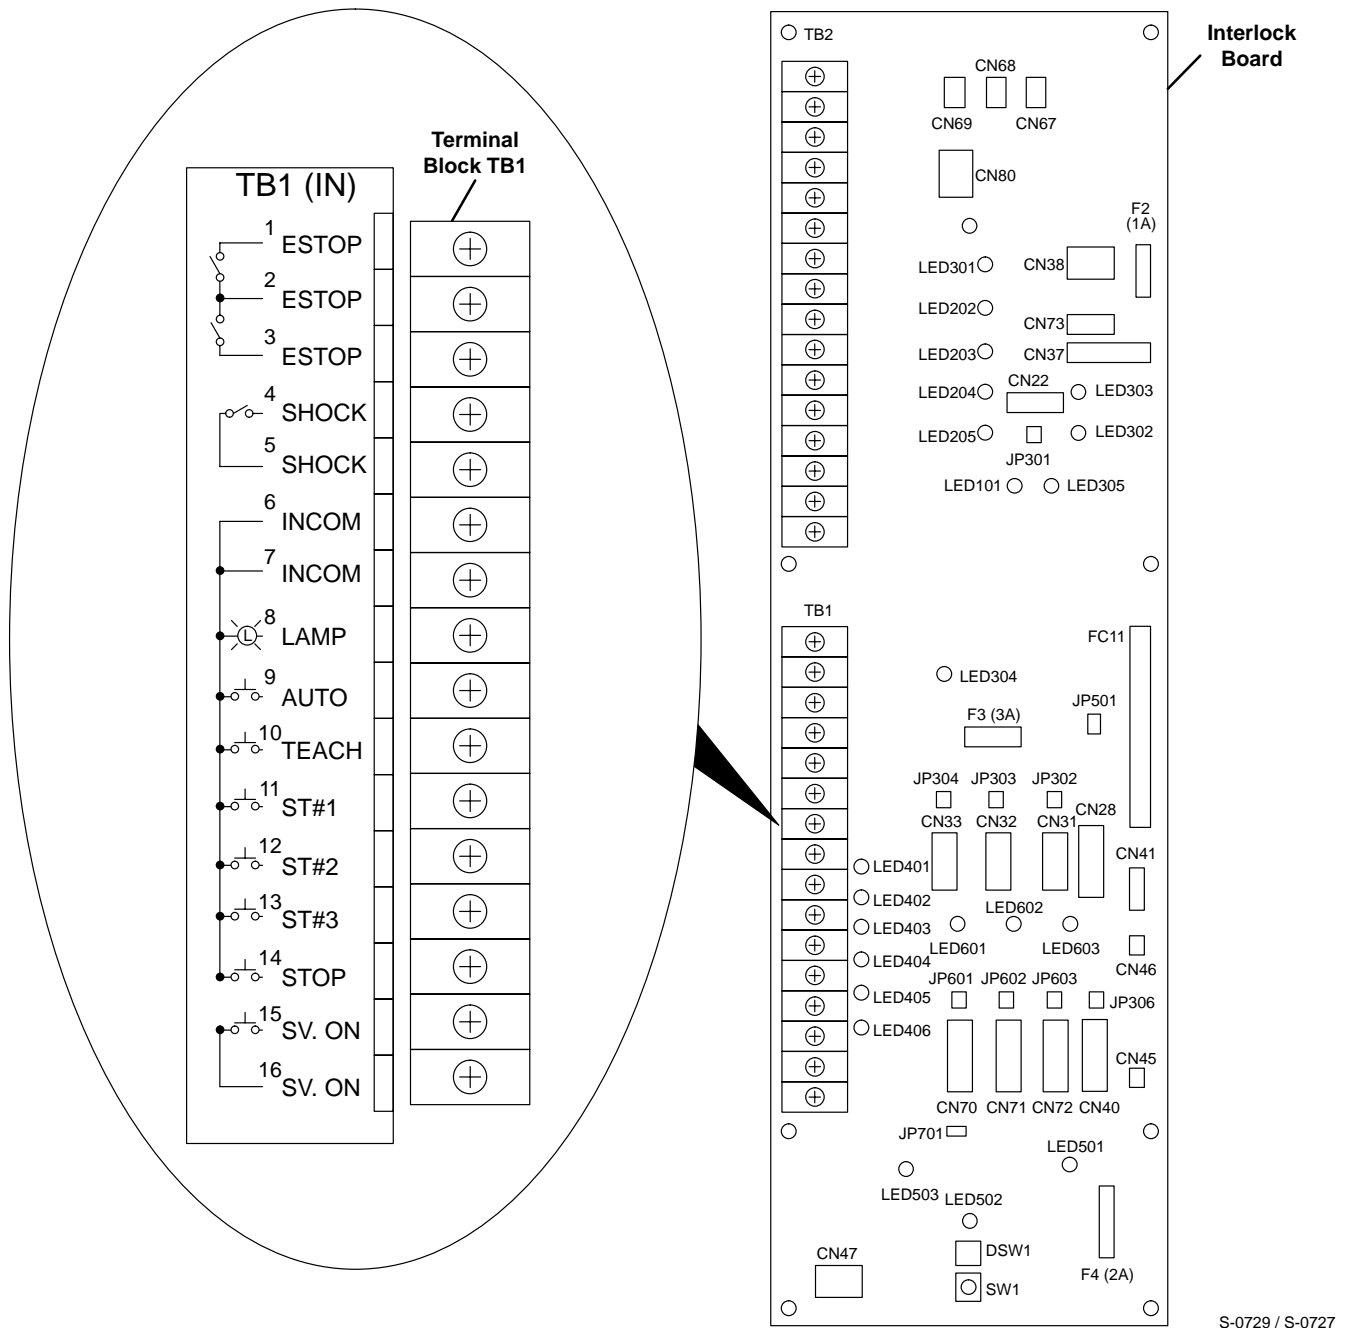 Terminal
Block TB1
TB1 (IN)
1 ESTOP
2 ESTOP
3 ESTOP
4 SHOCK
5 SHOCK
6 INCOM
7 INCOM
L 8 LAMP
9 AUTO
10 TEACH
11 ST#1
12 ST#2
13 ST#3
14 STOP
15 SV. ON
16 SV. ON
Interlock
Board
TB2
CN68
CN69
CN67
CN80
F2
(1A)
LED301
CN38
LED202
CN73
LED203
CN37
CN22
LED204
LED303
LED205
LED302
JP301
LED101
LED305
TB1
FC11
LED304
JP501
F3 (3A)
JP304
JP303
JP302
CN28
CN33
CN32
CN31
CN41
LED401
LED402
LED602
LED403
LED601
LED603
LED404
CN46
JP601
JP602
JP603
LED405
JP306
LED406
CN45
CN70
CN71
CN72
CN40
JP701
LED501
LED503
LED502
CN47
DSW1
F4 (2A)
SW1
S-0729 / S-0727